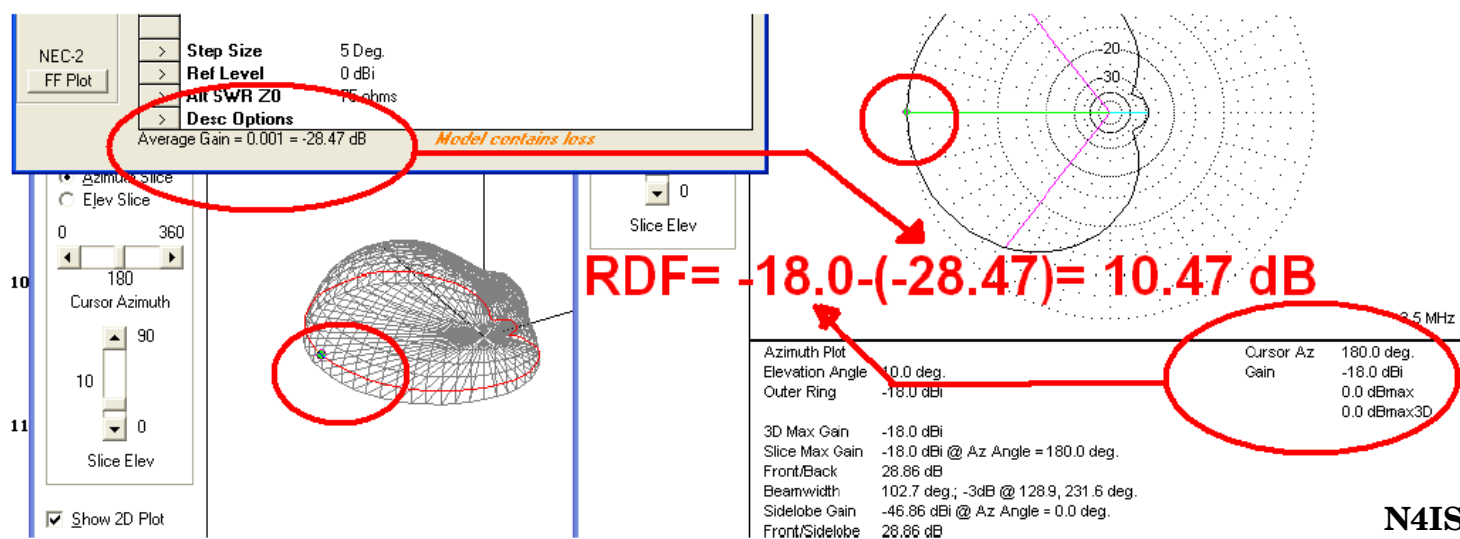 NEC-2
FF Plot
> Step Size 5 Deg.
> Ref Level 0 dBi
> Alt SWR Z0 75 ohms
> Desc Options
Average Gain = 0.001 = -28.47 dB Model contains loss
-20
-30
Azimuth Slice
Elev Slice
0 360
180
Cursor Azimuth
90
10
0
Slice Elev
Show 2D Plot
10
11
0
Slice Elev
RDF= -18.0-(-28.47)= 10.47 dB
3.5 MHz
Azimuth Plot Cursor Az 180.0 deg.
Elevation Angle 10.0 deg. Gain -18.0 dBi
Outer Ring -18.0 dBi 0.0 dBmax
0.0 dBmax3D
3D Max Gain -18.0 dBi
Slice Max Gain -18.0 dBi @ Az Angle = 180.0 deg.
Front/Back 28.86 dB
Beamwidth 102.7 deg.; -3dB @ 128.9, 231.6 deg.
Sidelobe Gain -46.86 dBi @ Az Angle = 0.0 deg.
Front/Sidelobe 28.86 dB
N4IS